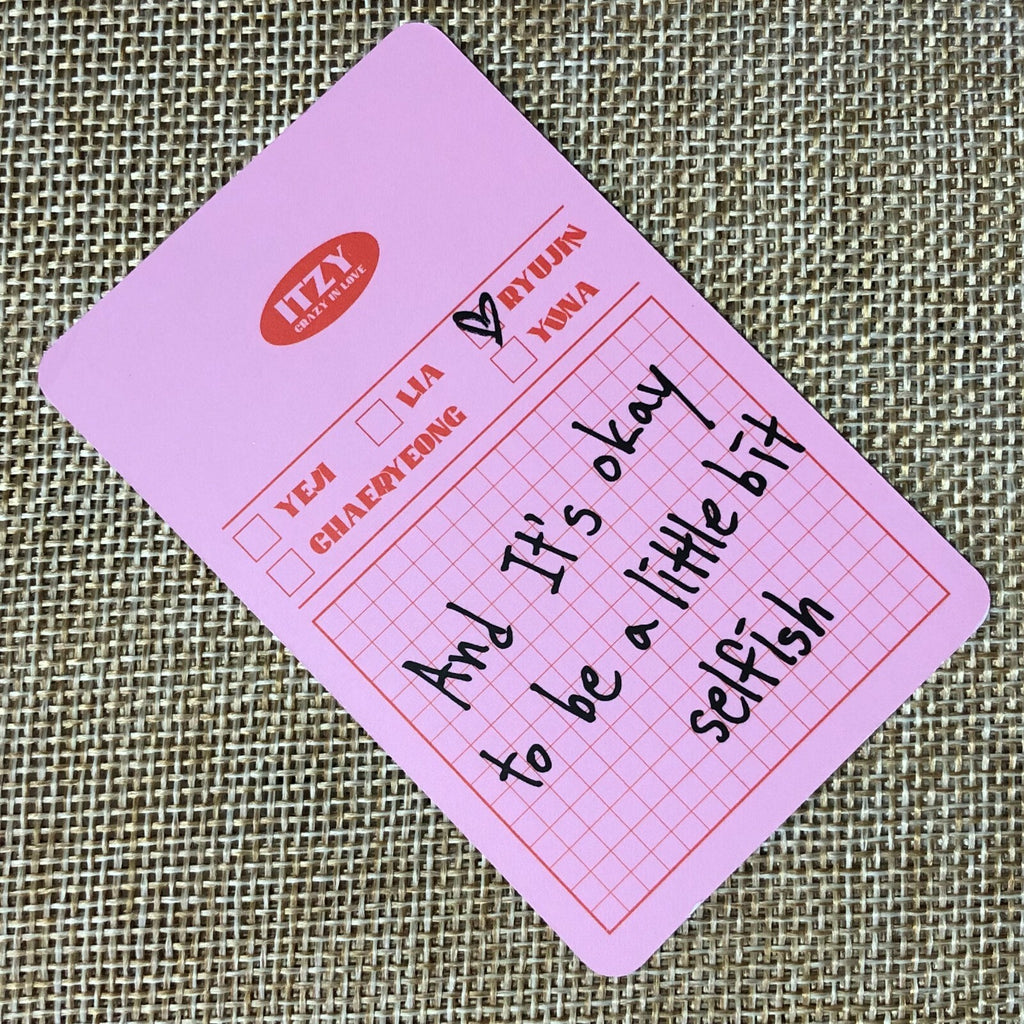 ITZY
CRAZY IN LOVE
YEJI LIA ♡ RYUJIN
CHAERYEONG YUNA
And It's okay
to be a little bit
selfish